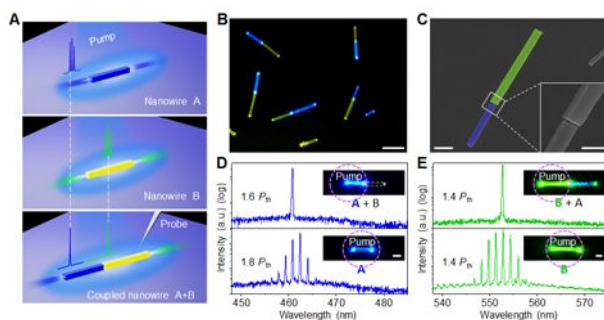 A
Pump
Nanowire A
Nanowire B
Probe
Coupled nanowire A+B
B
C
D
Intensity (a.u.) (log)
1.6 Pth
Pump
A + B
1.8 Pth
Pump
A
450 460 470 480
Wavelength (nm)
E
Intensity (a.u.) (log)
1.4 Pth
Pump
B + A
1.4 Pth
Pump
B
540 550 560 570
Wavelength (nm)